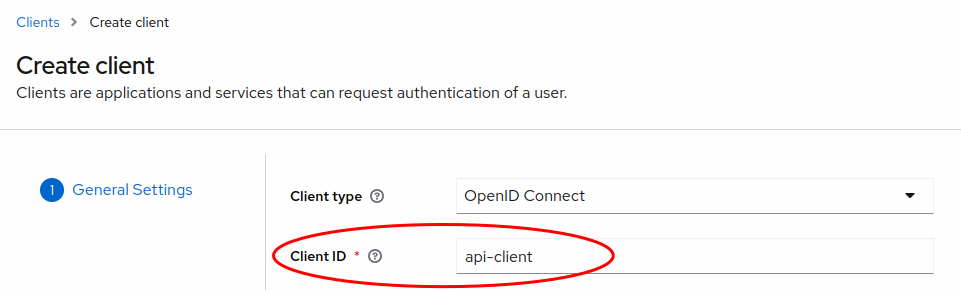 Clients > Create client
Create client
Clients are applications and services that can request authentication of a user.
1 General Settings
Client type ? OpenID Connect
Client ID * ? api-client